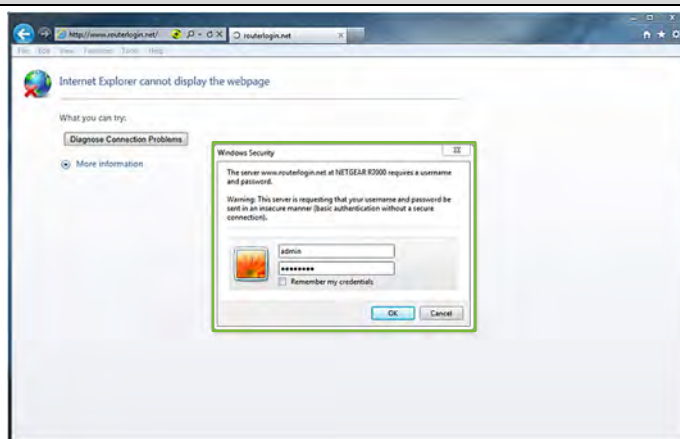 http://www.routerlogin.net/
routerlogin.net
File Edit View Favorites Tools Help
Internet Explorer cannot display the webpage
What you can try:
Diagnose Connection Problems
More information
Windows Security
The server www.routerlogin.net at NETGEAR R7000 requires a username
and password.
Warning: This server is requesting that your username and password be
sent in an insecure manner (basic authentication without a secure
connection).
admin
••••••••
Remember my credentials
OK Cancel